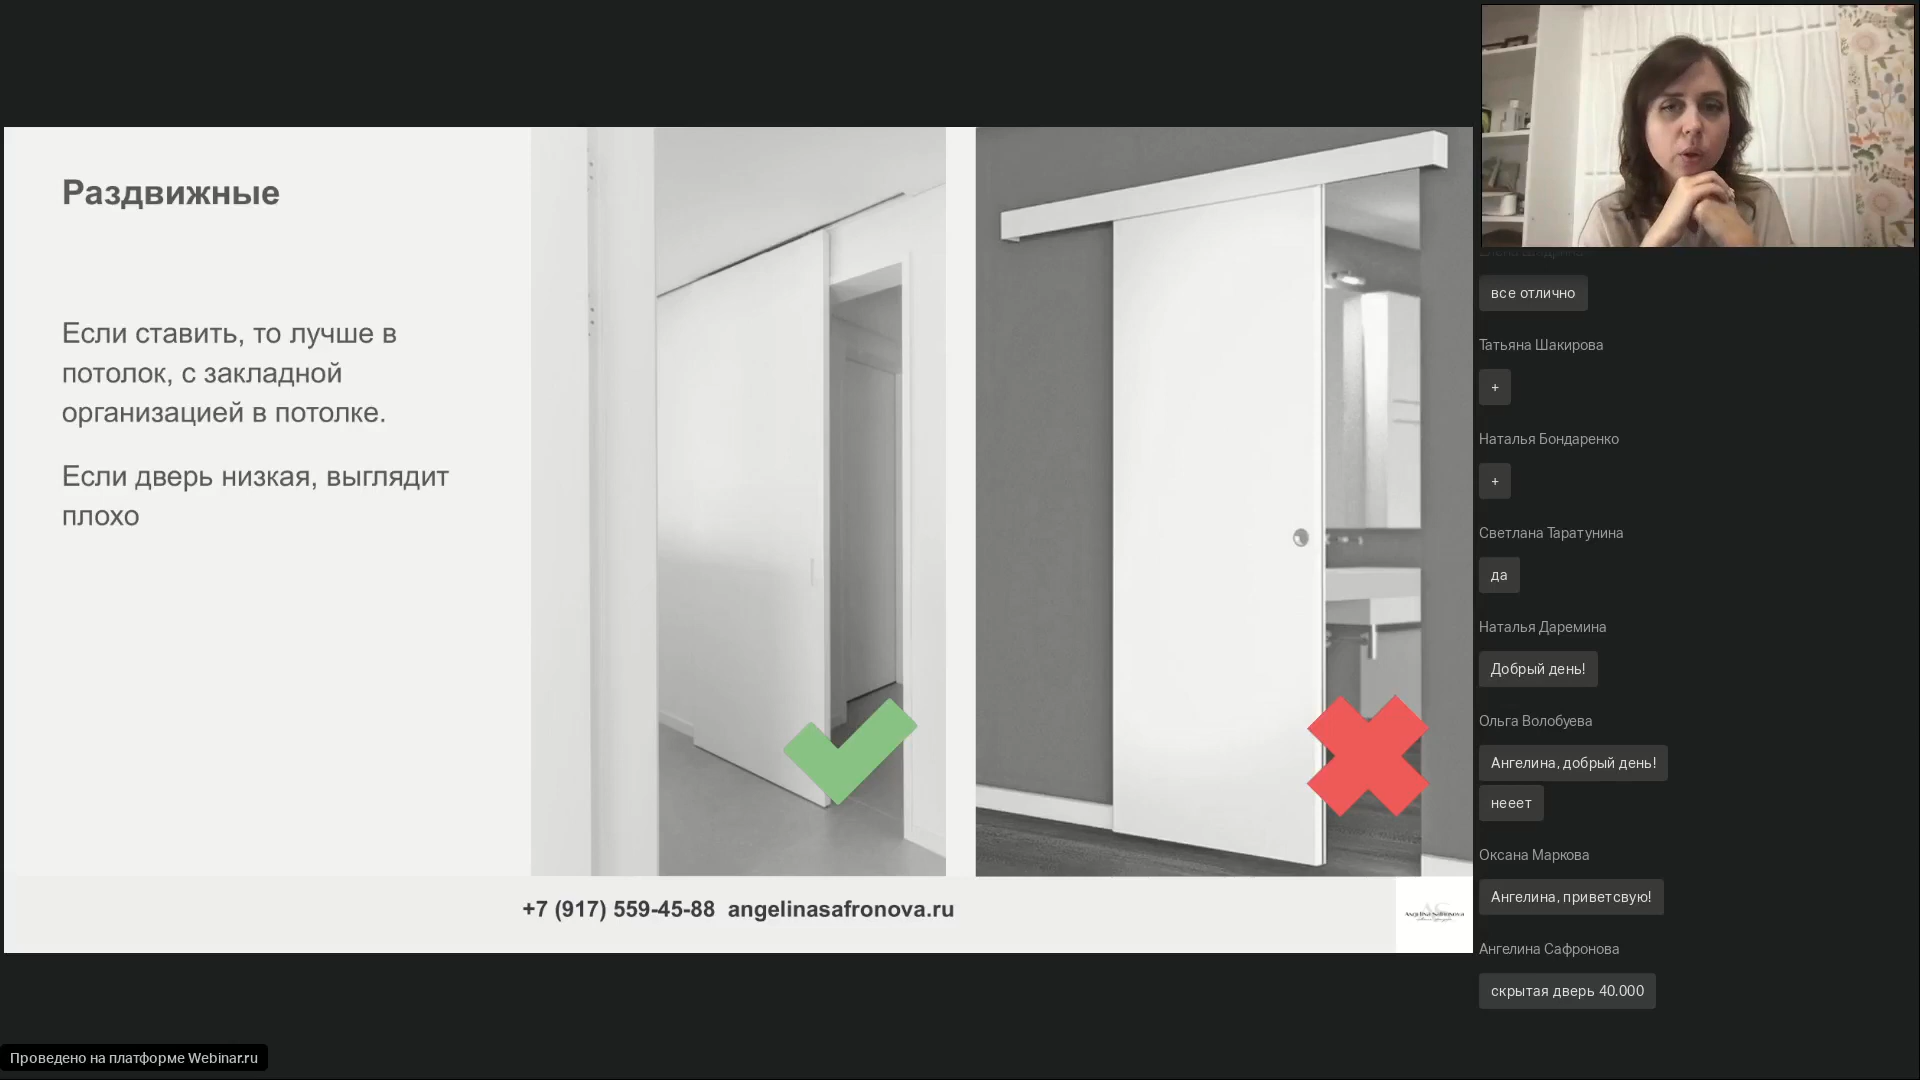 Раздвижные
Если ставить, то лучше в
потолок, с закладной
организацией в потолке.
Если дверь низкая, выглядит
плохо
+7 (917) 559-45-88 angelinasafronova.ru
Angelina Safronova
все отлично
Татьяна Шакирова
+
Наталья Бондаренко
+
Светлана Таратунина
да
Наталья Даремина
Добрый день!
Ольга Волобуева
Ангелина, добрый день!
нееет
Оксана Маркова
Ангелина, приветсвую!
Ангелина Сафронова
скрытая дверь 40.000
Проведено на платформе Webinar.ru